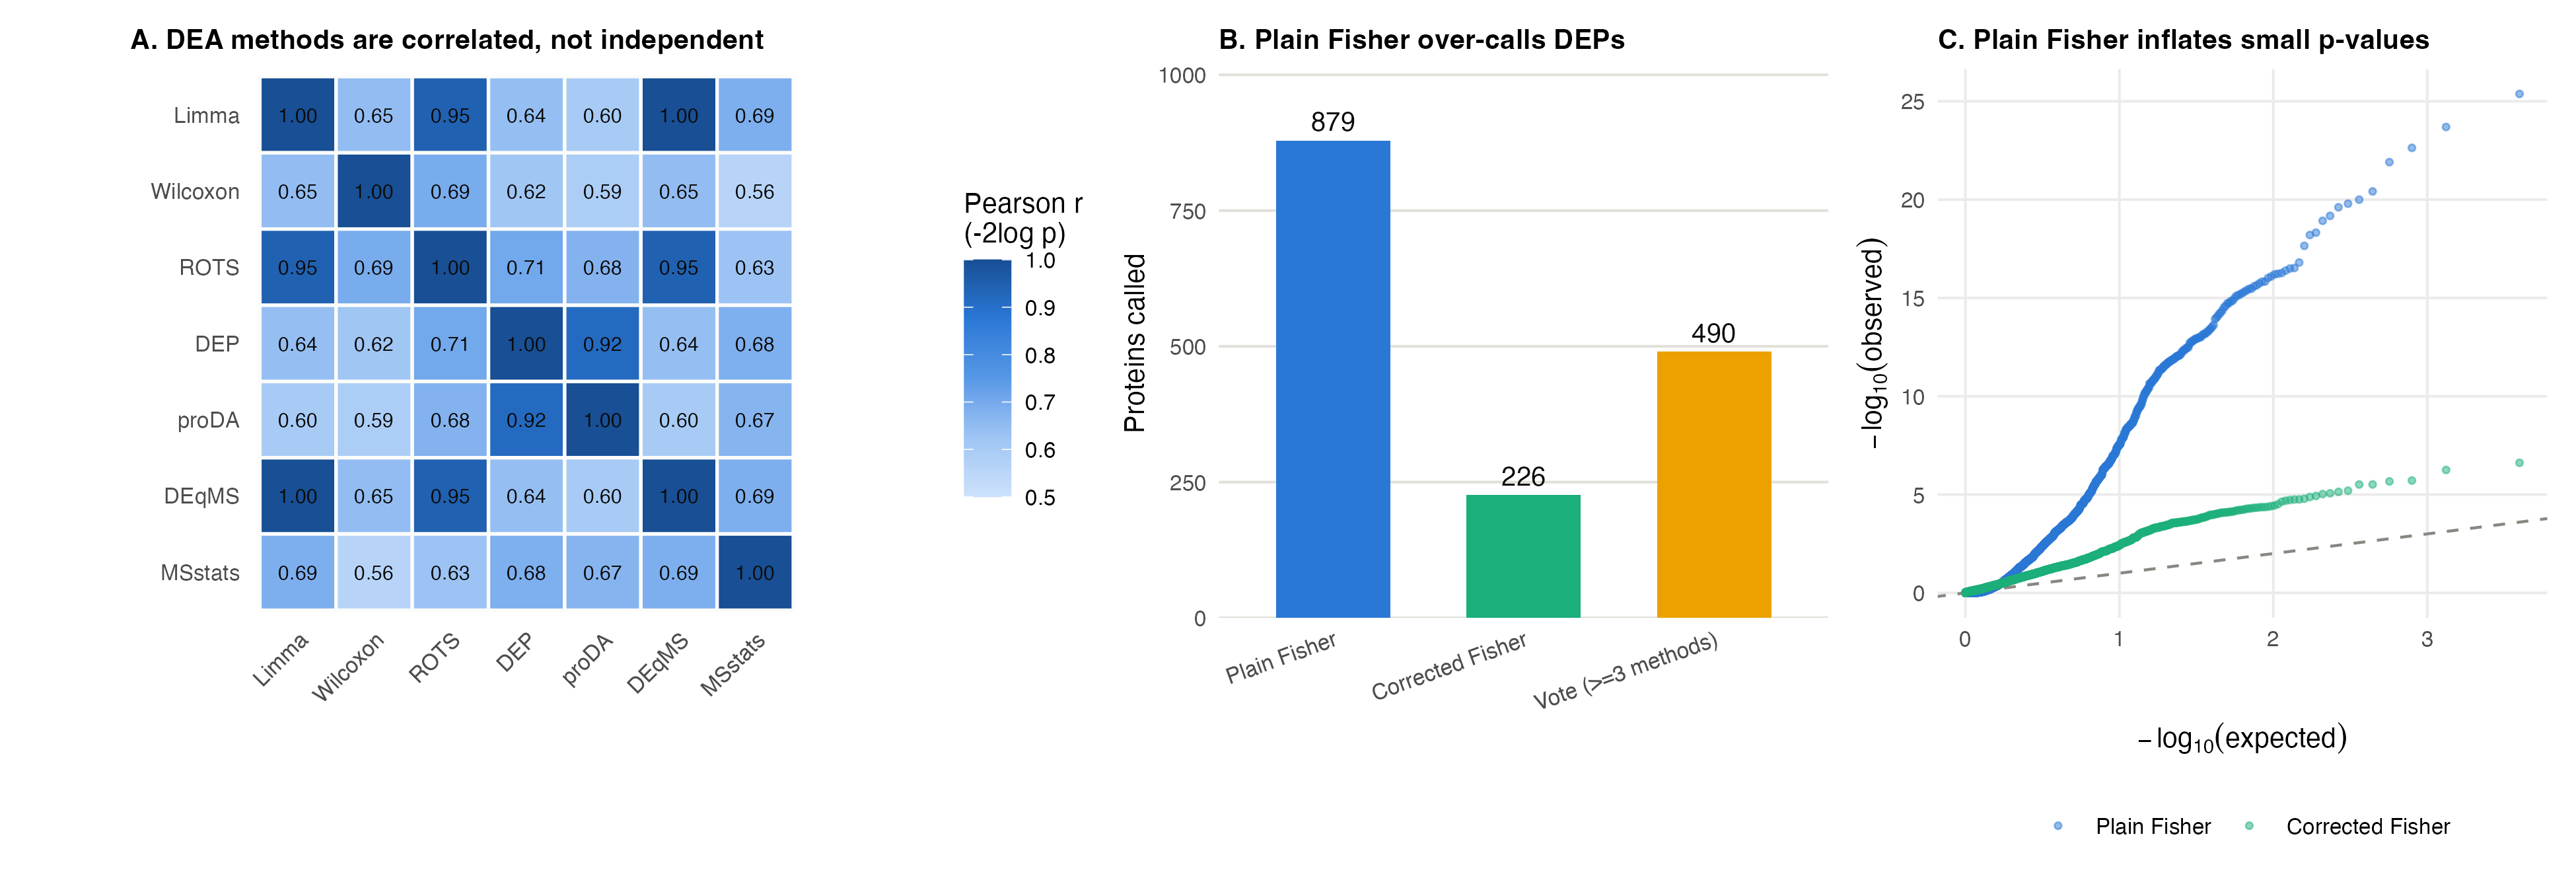 A. DEA methods are correlated, not independent
Limma 1.00 0.65 0.95 0.64 0.60 1.00 0.69
Wilcoxon 0.65 1.00 0.69 0.62 0.59 0.65 0.56
ROTS 0.95 0.69 1.00 0.71 0.68 0.95 0.63
DEP 0.64 0.62 0.71 1.00 0.92 0.64 0.68
proDA 0.60 0.59 0.68 0.92 1.00 0.60 0.67
DEqMS 1.00 0.65 0.95 0.64 0.60 1.00 0.69
MSstats 0.69 0.56 0.63 0.68 0.67 0.69 1.00
Limma Wilcoxon ROTS DEP proDA DEqMS MSstats
Pearson r
(-2log p)
1.0
0.9
0.8
0.7
0.6
0.5
B. Plain Fisher over-calls DEPs
Proteins called
1000
750
500
250
0
879
226
490
Plain Fisher
Corrected Fisher
Vote (>=3 methods)
C. Plain Fisher inflates small p-values
−log10(observed)
25
20
15
10
5
0
0 1 2 3
−log10(expected)
Plain Fisher Corrected Fisher